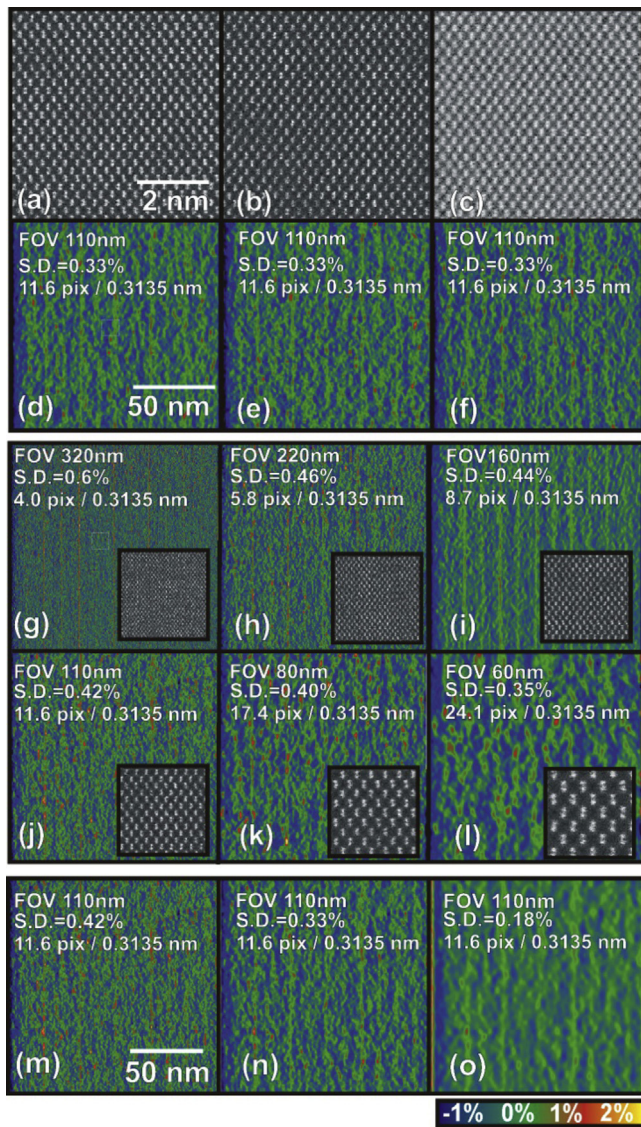 (a)
2 nm
(b)
(c)
FOV 110nm
S.D.=0.33%
11.6 pix / 0.3135 nm
(d)
50 nm
FOV 110nm
S.D.=0.33%
11.6 pix / 0.3135 nm
(e)
FOV 110nm
S.D.=0.33%
11.6 pix / 0.3135 nm
(f)
FOV 320nm
S.D.=0.6%
4.0 pix / 0.3135 nm
(g)
FOV 220nm
S.D.=0.46%
5.8 pix / 0.3135 nm
(h)
FOV160nm
S.D.=0.44%
8.7 pix / 0.3135 nm
(i)
FOV 110nm
S.D.=0.42%
11.6 pix / 0.3135 nm
(j)
FOV 80nm
S.D.=0.40%
17.4 pix / 0.3135 nm
(k)
FOV 60nm
S.D.=0.35%
24.1 pix / 0.3135 nm
(l)
FOV 110nm
S.D.=0.42%
11.6 pix / 0.3135 nm
(m)
50 nm
FOV 110nm
S.D.=0.33%
11.6 pix / 0.3135 nm
(n)
FOV 110nm
S.D.=0.18%
11.6 pix / 0.3135 nm
(o)
-1% 0% 1% 2%